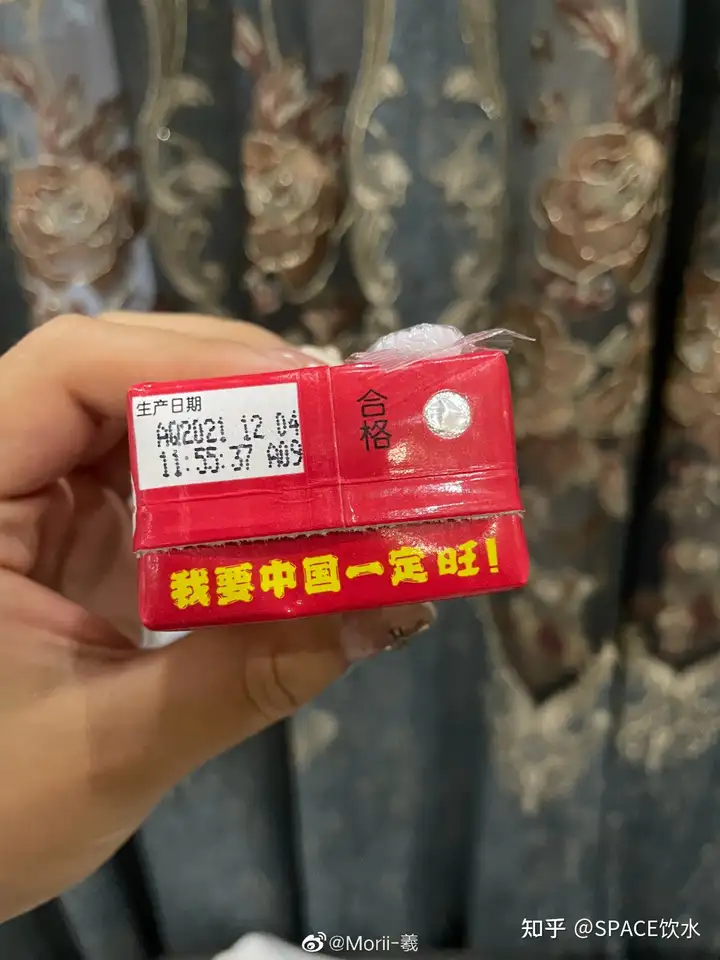 生产日期
AQ2021 12 04
11:55:37 A09
合格
我要中国一定旺!
@Morii-羲
知乎 @SPACE饮水